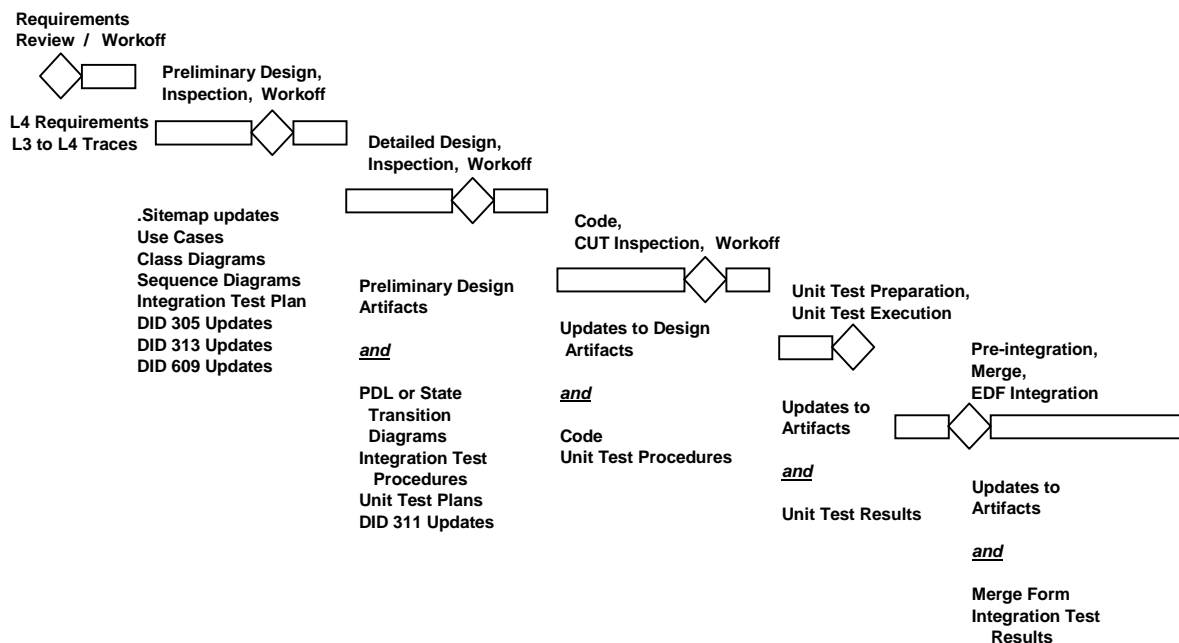 Requirements
Review / Workoff
L4 Requirements
L3 to L4 Traces
Preliminary Design,
Inspection, Workoff
.Sitemap updates
Use Cases
Class Diagrams
Sequence Diagrams
Integration Test Plan
DID 305 Updates
DID 313 Updates
DID 609 Updates
Detailed Design,
Inspection, Workoff
Preliminary Design
Artifacts
and
PDL or State
Transition
Diagrams
Integration Test
Procedures
Unit Test Plans
DID 311 Updates
Code,
CUT Inspection, Workoff
Updates to Design
Artifacts
and
Code
Unit Test Procedures
Unit Test Preparation,
Unit Test Execution
Updates to
Artifacts
and
Unit Test Results
Pre-integration,
Merge,
EDF Integration
Updates to
Artifacts
and
Merge Form
Integration Test
Results